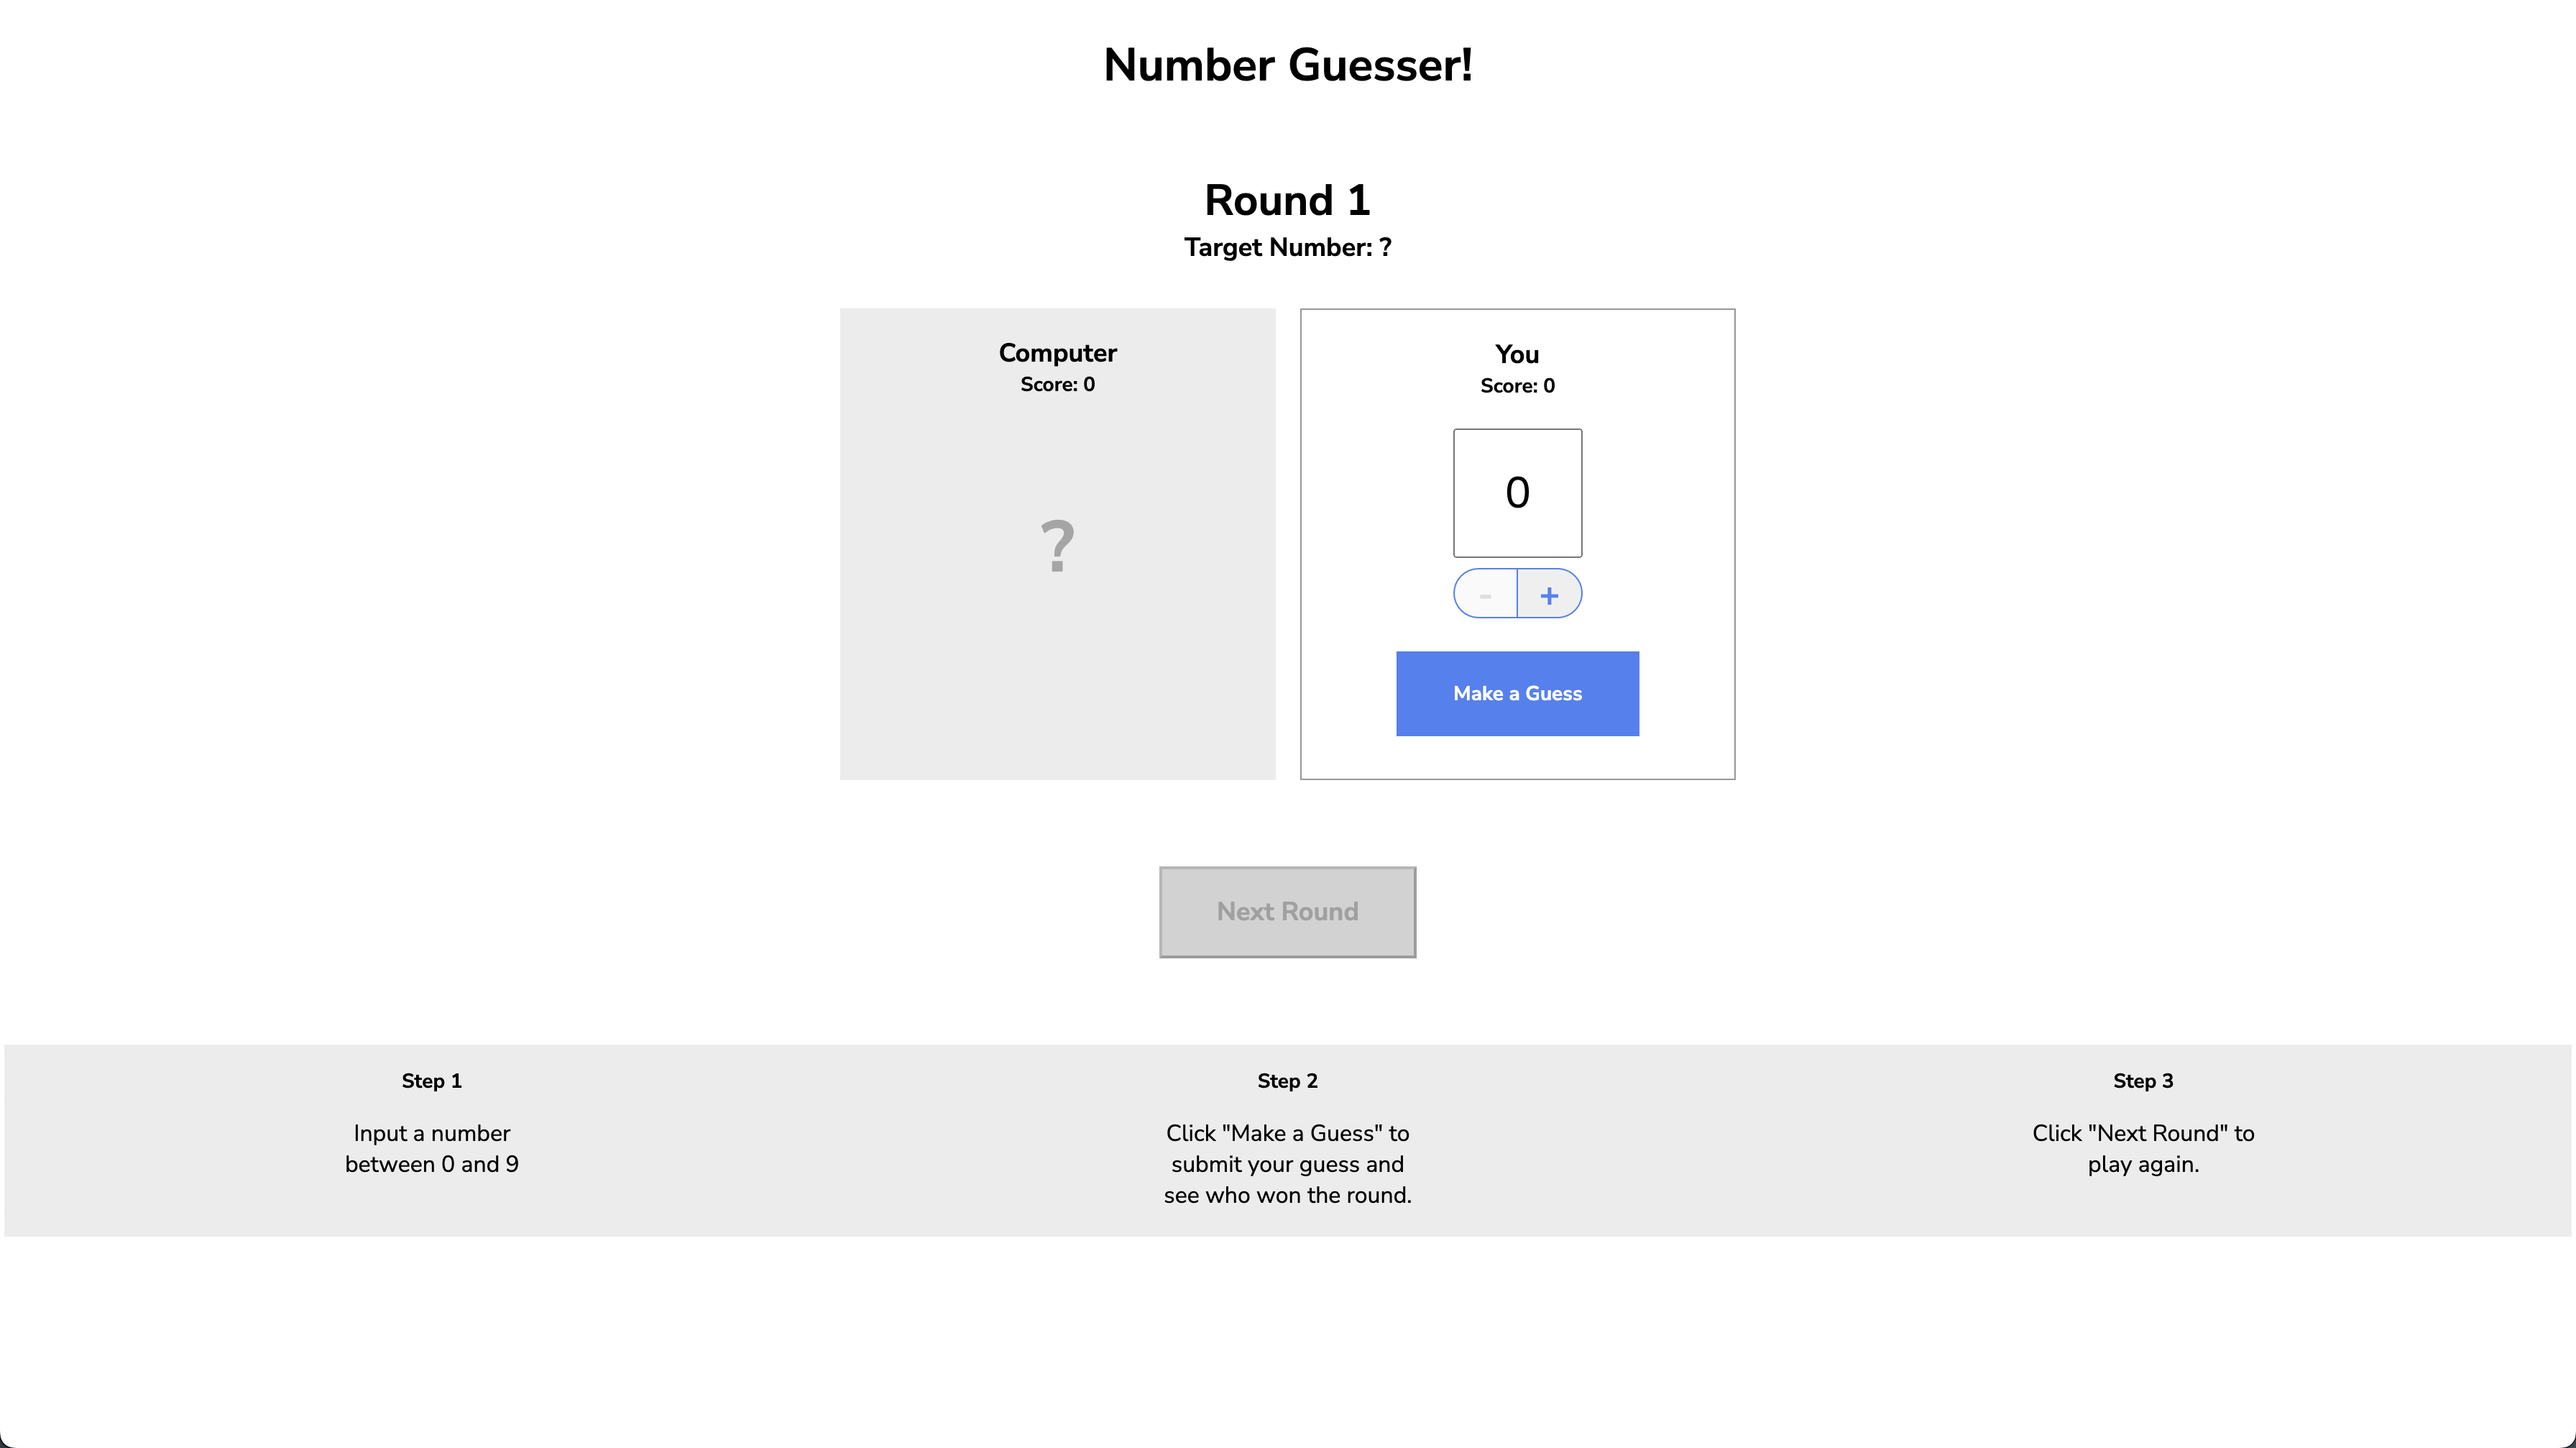 Number Guesser!
Round 1
Target Number: ?
Computer
Score: 0
?
You
Score: 0
0
- +
Make a Guess
Next Round
Step 1
Input a number
between 0 and 9
Step 2
Click "Make a Guess" to
submit your guess and
see who won the round.
Step 3
Click "Next Round" to
play again.